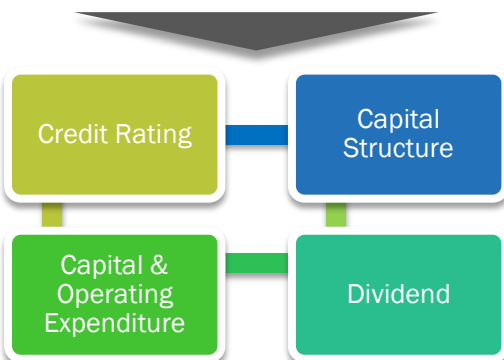 Credit Rating
Capital
Structure
Capital &
Operating
Expenditure
Dividend